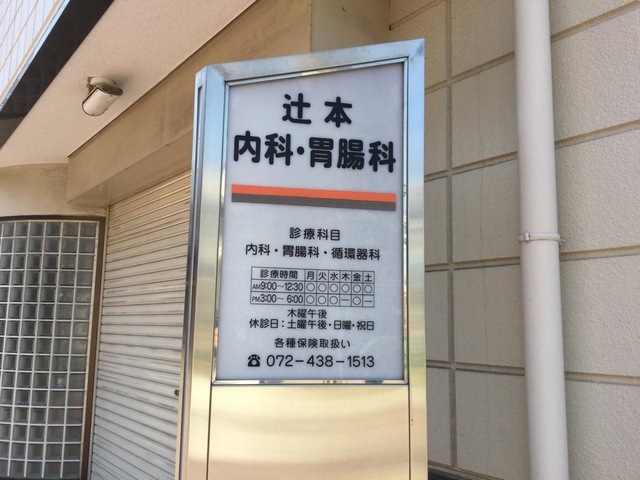 辻本
内科・胃腸科
診療科目
内科・胃腸科・循環器科
診療時間 月 火 水 木 金 土
AM9:00〜12:30 ○ ○ ○ ○ ○ ○
PM3:00〜 6:00 ○ ○ ○ ー ○ ー
木曜午後
休診日：土曜午後・日曜・祝日
各種保険取扱い
☎ 072-438-1513